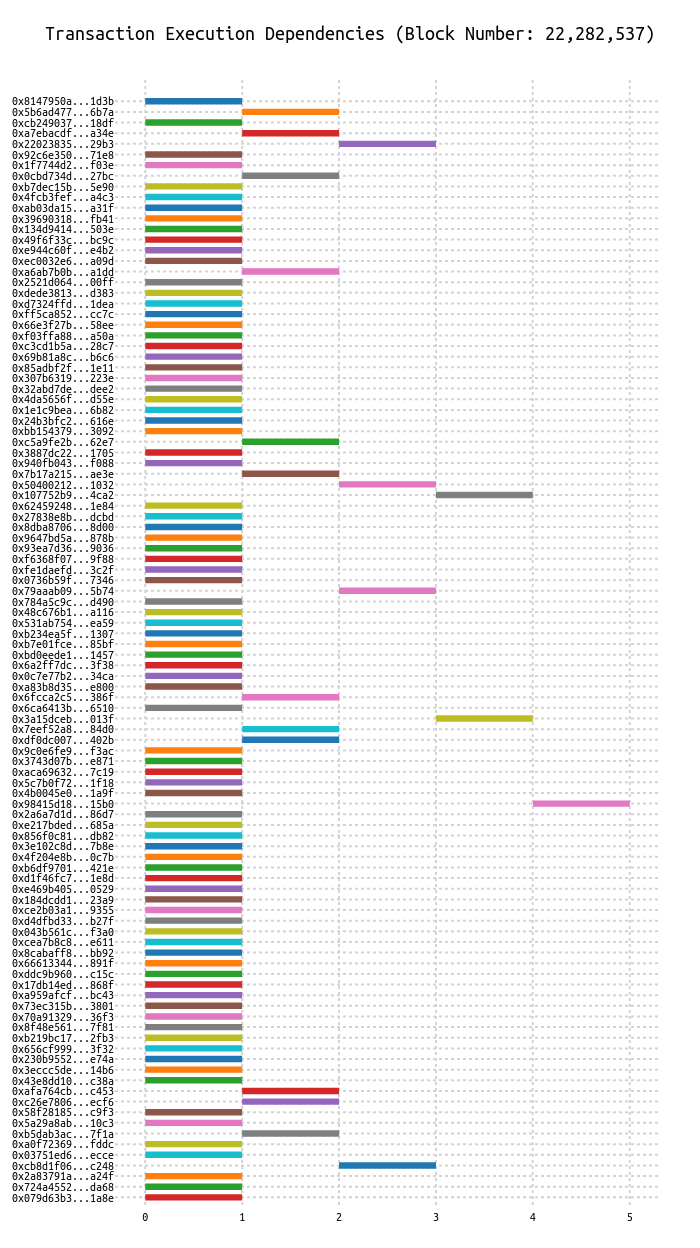 Transaction Execution Dependencies (Block Number: 22,282,537)
0x8147950a...1d3b
0x5b6ad477...6b7a
0xcb249037...18df
0xa7ebacdf...a34e
0x22023835...29b3
0x92c6e350...71e8
0x1f7744d2...f03e
0x0cbd734d...27bc
0xb7dec15b...5e90
0x4fcb3fef...a4c3
0xab03da15...a31f
0x39690318...fb41
0x134d9414...503e
0x49f6f33c...bc9c
0xe944c60f...e4b2
0xec0032e6...a09d
0xa6ab7b0b...a1dd
0x2521d064...00ff
0xdede3813...d383
0xd7324ffd...1dea
0xff5ca852...cc7c
0x66e3f27b...58ee
0xf03ffa88...a50a
0xc3cd1b5a...28c7
0x69b81a8c...b6c6
0x85adbf2f...1e11
0x307b6319...223e
0x32abd7de...dee2
0x4da5656f...d55e
0x1e1c9bea...6b82
0x24b3bfc2...616e
0xbb154379...3092
0xc5a9fe2b...62e7
0x3887dc22...1705
0x940fb043...f088
0x7b17a215...ae3e
0x50400212...1032
0x107752b9...4ca2
0x62459248...1e84
0x27838e8b...dcbd
0x8dba8706...8d00
0x9647bd5a...878b
0x93ea7d36...9036
0xf6368f07...9f88
0xfe1daefd...3c2f
0x0736b59f...7346
0x79aaab09...5b74
0x784a5c9c...d490
0x48c676b1...a116
0x531ab754...ea59
0xb234ea5f...1307
0xb7e01fce...85bf
0xbd0eede1...1457
0x6a2ff7dc...3f38
0x0c7e77b2...34ca
0xa83b8d35...e800
0x6fcca2c5...386f
0x6ca6413b...6510
0x3a15dceb...013f
0x7eef52a8...84d0
0xdf0dc007...402b
0x9c0e6fe9...f3ac
0x3743d07b...e871
0xaca69632...7c19
0x5c7b0f72...1f18
0x4b0045e0...1a9f
0x98415d18...15b0
0x2a6a7d1d...86d7
0xe217bded...685a
0x856f0c81...db82
0x3e102c8d...7b8e
0x4f204e8b...0c7b
0xb6df9701...421e
0xd1f46fc7...1e8d
0xe469b405...0529
0x184dcdd1...23a9
0xce2b03a1...9355
0xd4dfbd33...b27f
0x043b561c...f3a0
0xcea7b8c8...e611
0x8cabaff8...bb92
0x66613344...891f
0xddc9b960...c15c
0x17db14ed...868f
0xa959afcf...bc43
0x73ec315b...3801
0x70a91329...36f3
0x8f48e561...7f81
0xb219bc17...2fb3
0x656cf999...3f32
0x230b9552...e74a
0x3eccc5de...14b6
0x43e8dd10...c38a
0xafa764cb...c453
0xc26e7806...ecf6
0x58f28185...c9f3
0x5a29a8ab...10c3
0xb5dab3ac...7f1a
0xa0f72369...fddc
0x03751ed6...ecce
0xcb8d1f06...c248
0x2a83791a...a24f
0x724a4552...da68
0x079d63b3...1a8e
0 1 2 3 4 5